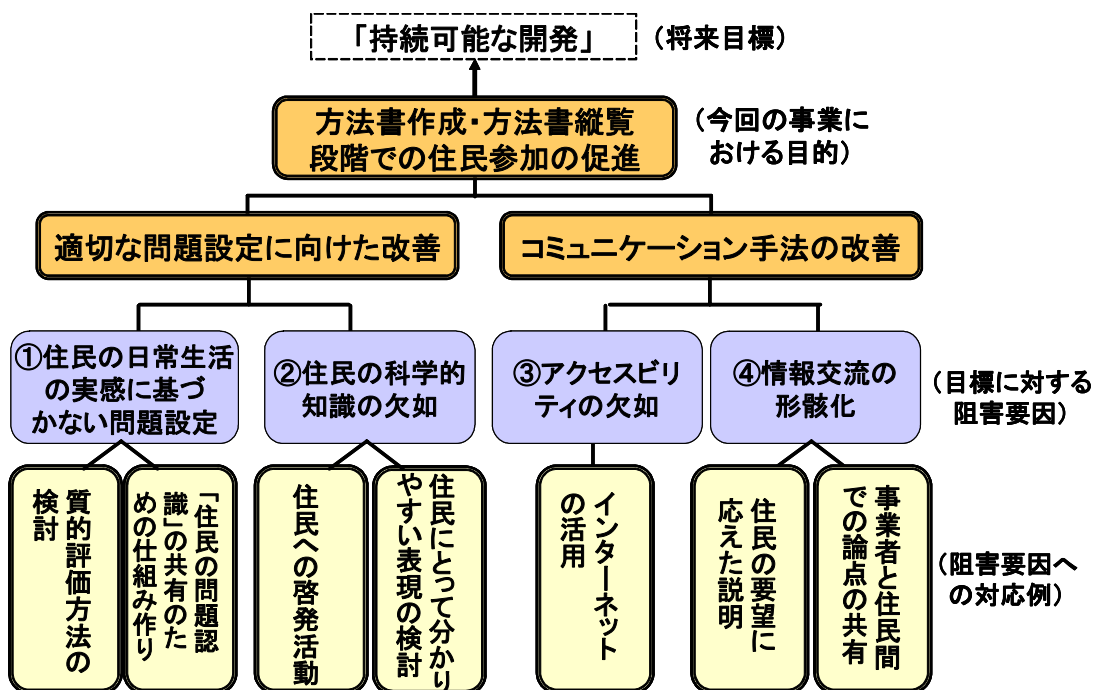 「持続可能な開発」
（将来目標）
方法書作成・方法書縦覧
段階での住民参加の促進
（今回の事業に
おける目的）
適切な問題設定に向けた改善
コミュニケーション手法の改善
①住民の日常生活
の実感に基づ
かない問題設定
②住民の科学的
知識の欠如
③アクセスビリ
ティの欠如
④情報交流の
形骸化
（目標に対する
阻害要因）
質的評価方法の
検討
「住民の問題認
識」の共有のた
めの仕組み作り
住民への啓発活動
住民にとって分かり
やすい表現の検討
インターネット
の活用
住民の要望に
応えた説明
事業者と住民間
での論点の共有
（阻害要因へ
の対応例）